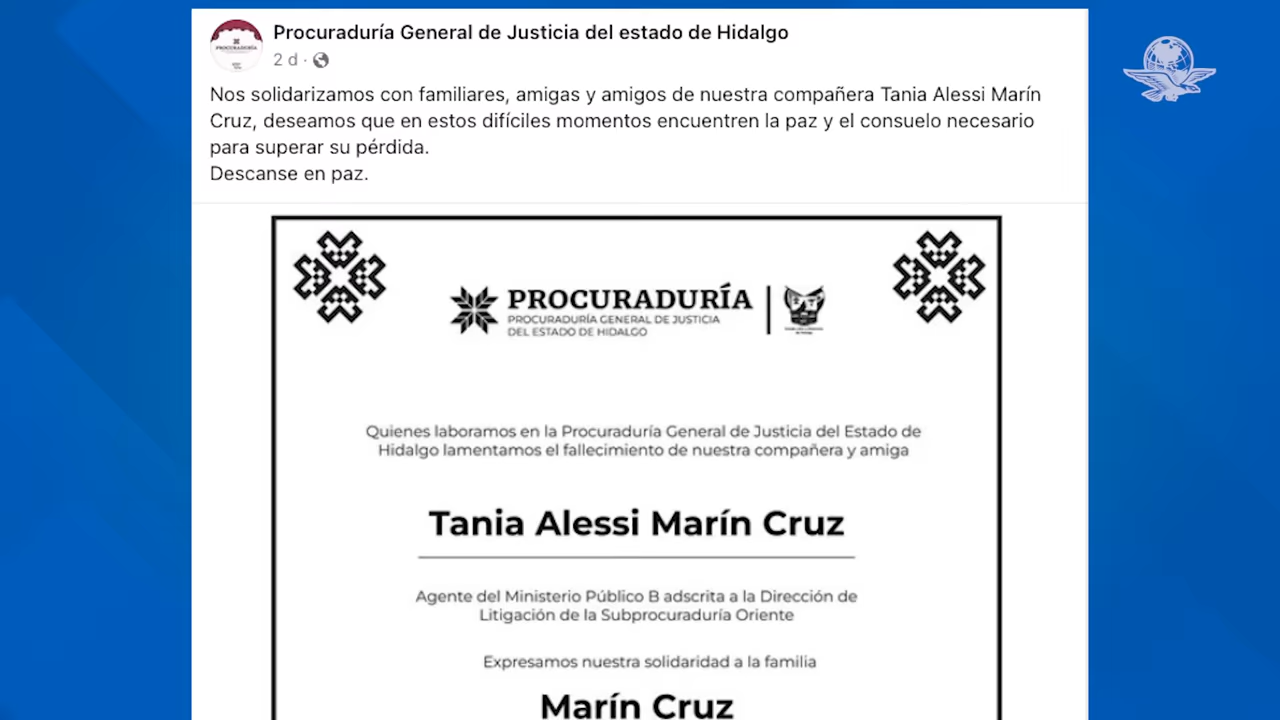 Procuraduría General de Justicia del estado de Hidalgo
2 d ·
Nos solidarizamos con familiares, amigas y amigos de nuestra compañera Tania Alessi Marín
Cruz, deseamos que en estos difíciles momentos encuentren la paz y el consuelo necesario
para superar su pérdida.
Descanse en paz.
PROCURADURÍA
PROCURADURÍA GENERAL DE JUSTICIA
DEL ESTADO DE HIDALGO
Quienes laboramos en la Procuraduría General de Justicia del Estado de
Hidalgo lamentamos el fallecimiento de nuestra compañera y amiga
Tania Alessi Marín Cruz
Agente del Ministerio Público B adscrita a la Dirección de
Litigación de la Subprocuraduría Oriente
Expresamos nuestra solidaridad a la familia
Marín Cruz